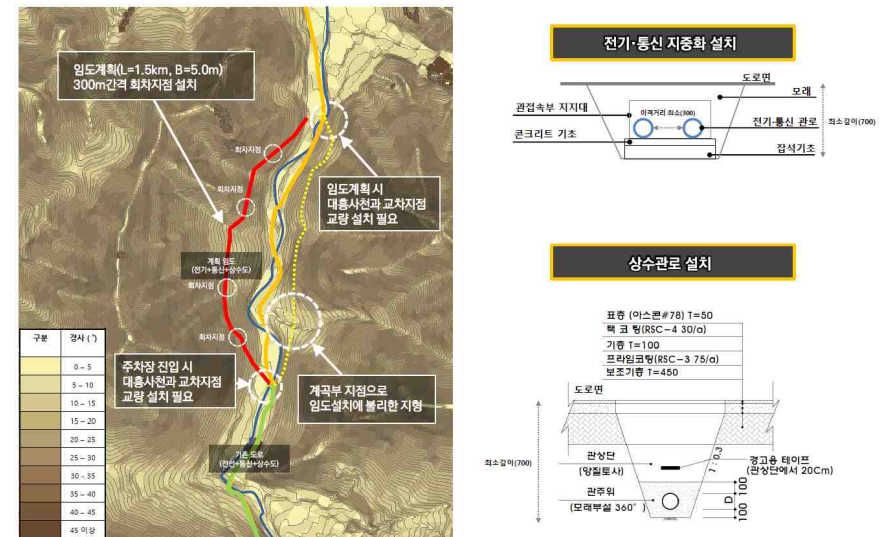 임도계획(L=1.5km, B=5.0m)
300m간격 회차지점 설치
회차지점
회차지점
임도계획 시
대흥사천과 교차지점
교량 설치 필요
계획 임도
(전기+통신+상수도)
회차지점
회차지점
주차장 진입 시
대흥사천과 교차지점
교량 설치 필요
계곡부 지점으로
임도설치에 불리한 지형
기존 도로
(전선+통신+상수도)
구분 경사 (˚)
0 – 5
5 – 10
10 – 15
15 – 20
20 – 25
25 – 30
30 - 35
35 – 40
40 – 45
45 이상
전기·통신 지중화 설치
도로면
모래
관접속부 지지대
이격거리 최소(300)
전기·통신 관로
최소깊이(700)
콘크리트 기초
잡석기초
상수관로 설치
표층 (아스콘#78) T=50
택 코 팅(RSC-4 30/a)
기층 T=100
프라임코팅(RSC-3 75/a)
보조기층 T=450
도로면
최소깊이(700)
관상단
(양질토사)
1 : 0.3
경고용 테이프
(관상단에서 20Cm)
관주위
(모래부설 360° )
100
D
100